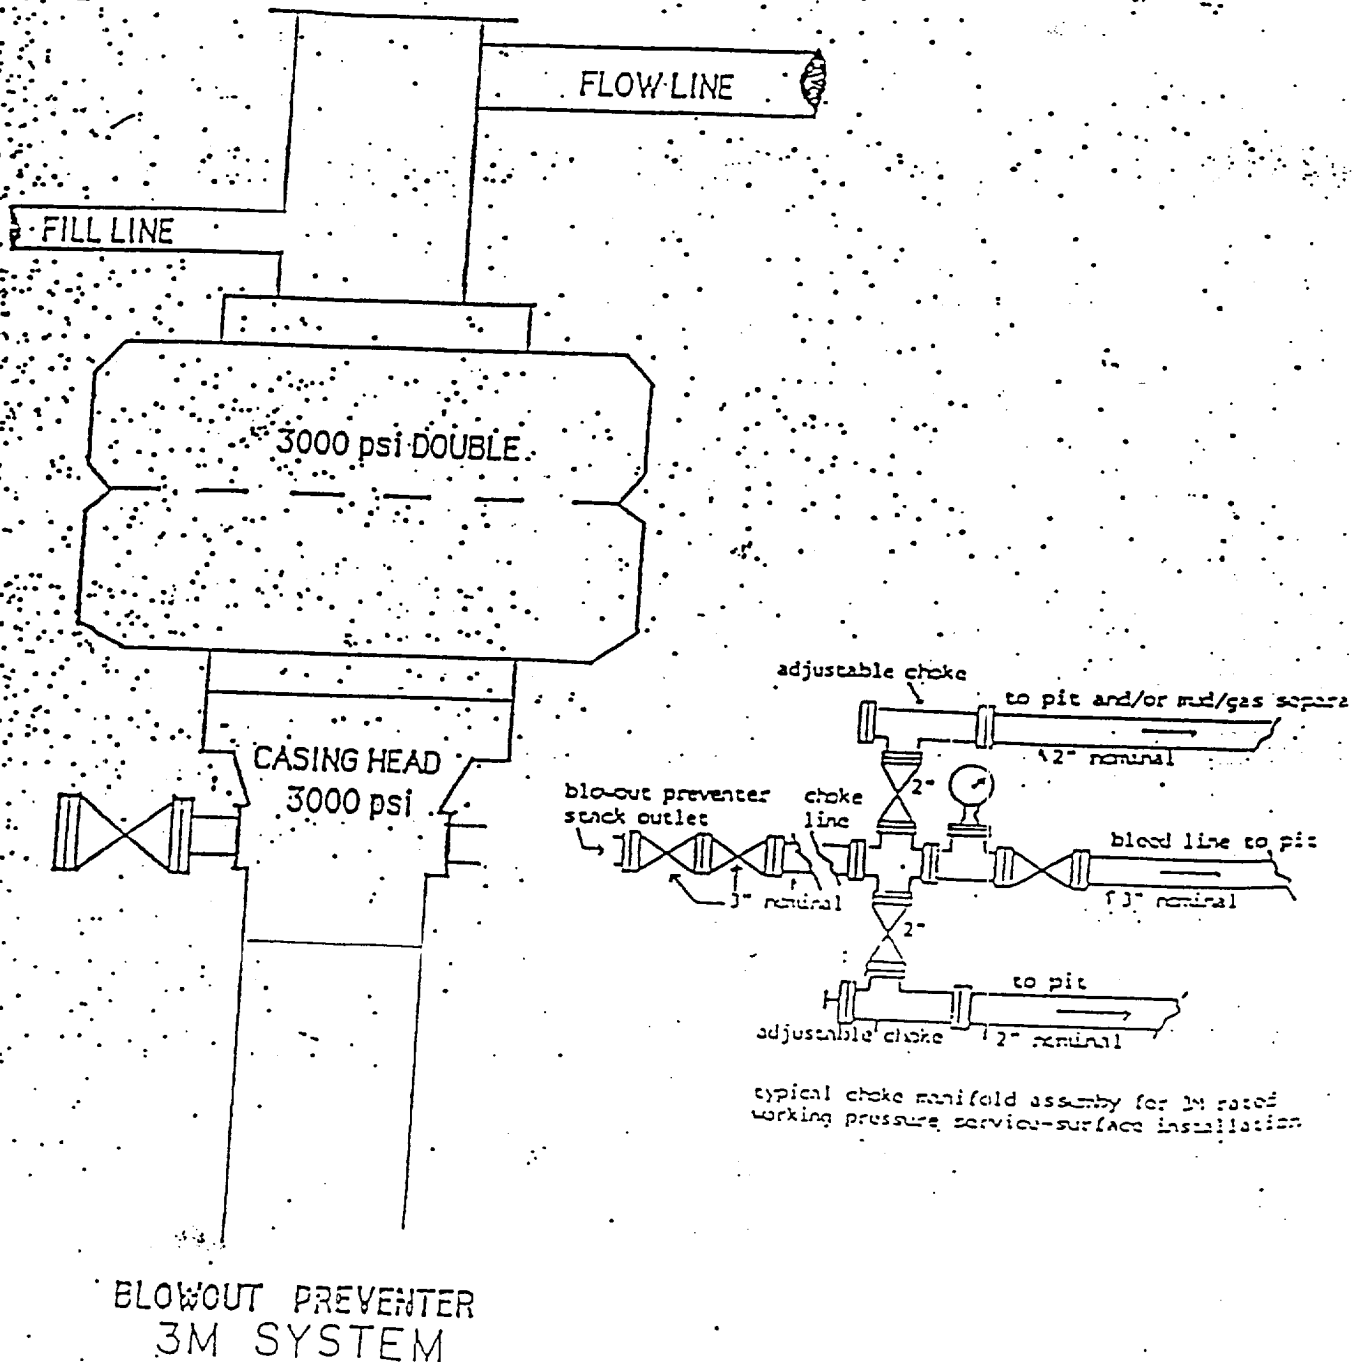 FLOW LINE
FILL LINE
3000 psi DOUBLE
CASING HEAD
3000 psi
adjustable choke
to pit and/or mud/gas separa
2" nominal
2"
blowout preventer
stack outlet
choke
line
bleed line to pit
3" nominal
3" nominal
2"
to pit
adjustable choke
2" nominal
typical choke manifold assemby for 3M rated
working pressure service-surface installation
BLOWOUT PREVENTER
3M SYSTEM